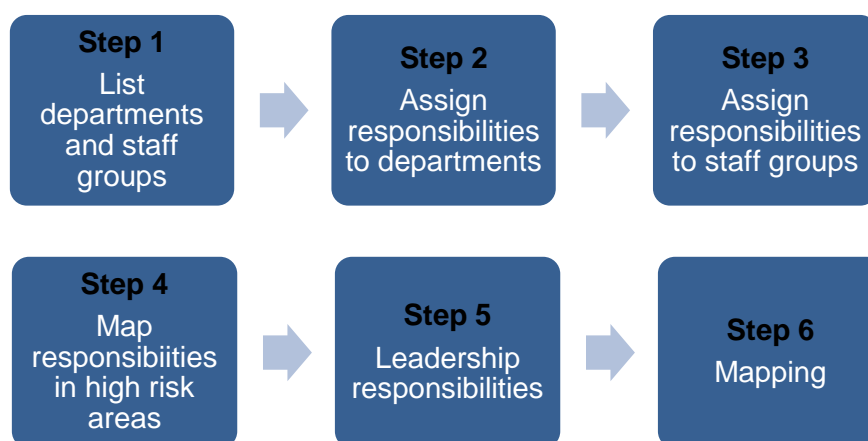 Step 1
List
departments
and staff
groups
Step 2
Assign
responsibilities
to departments
Step 3
Assign
responsibilities
to staff groups
Step 4
Map
responsibiities
in high risk
areas
Step 5
Leadership
responsibilities
Step 6
Mapping